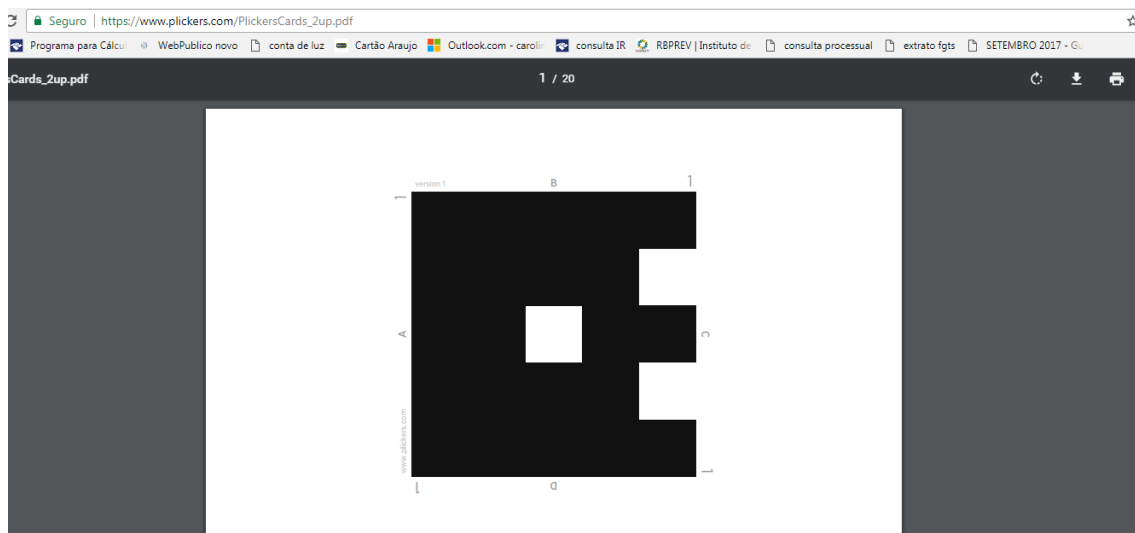 Seguro | https://www.plickers.com/PlickersCards_2up.pdf
Programa para Cálcu WebPublico novo conta de luz Cartão Araujo Outlook.com - carolin consulta IR RBPREV | Instituto de consulta processual extrato fgts SETEMBRO 2017 - Gu
sCards_2up.pdf 1 / 20
version 1 B 1
1
A C
www.plickers.com
1 D 1